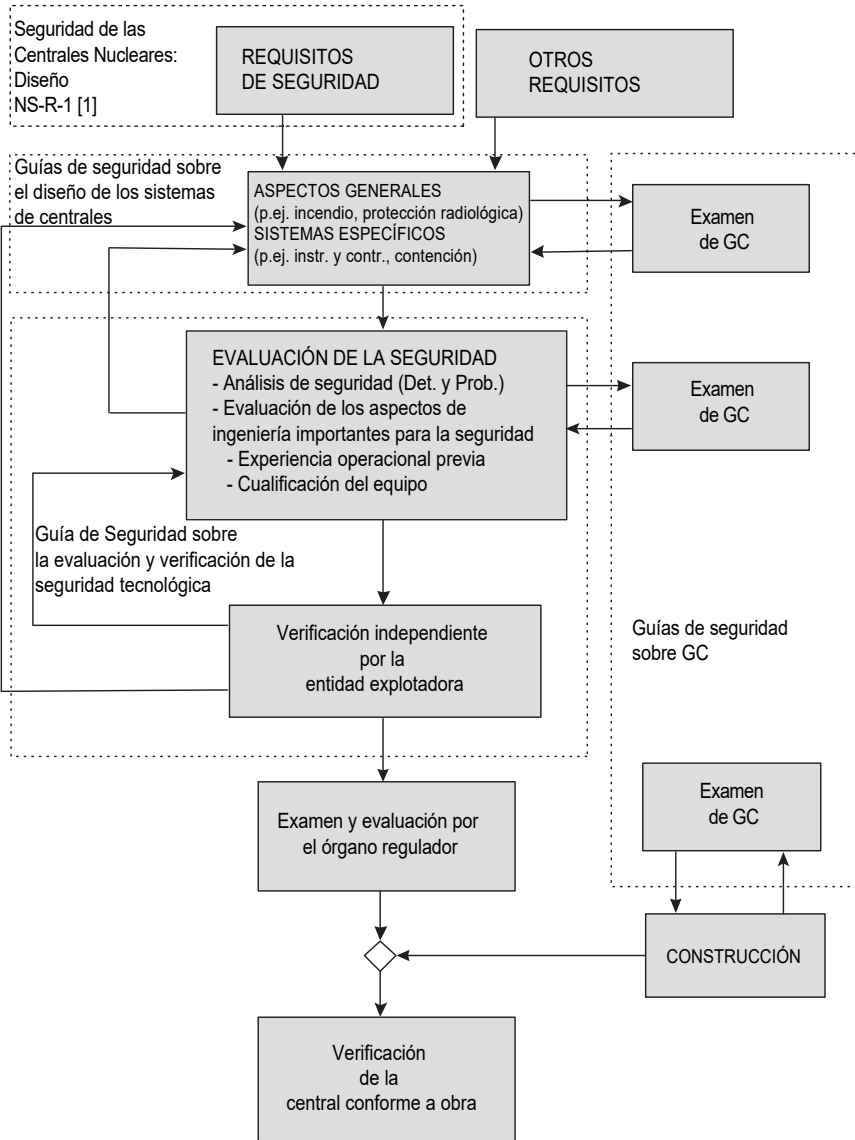 Seguridad de las
Centrales Nucleares:
Diseño
NS-R-1 [1]
REQUISITOS
DE SEGURIDAD
OTROS
REQUISITOS
Guías de seguridad sobre
el diseño de los sistemas
de centrales
ASPECTOS GENERALES
(p.ej. incendio, protección radiológica)
SISTEMAS ESPECÍFICOS
(p.ej. instr. y contr., contención)
Examen
de GC
EVALUACIÓN DE LA SEGURIDAD
- Análisis de seguridad (Det. y Prob.)
- Evaluación de los aspectos de
ingeniería importantes para la seguridad
- Experiencia operacional previa
- Cualificación del equipo
Examen
de GC
Guía de Seguridad sobre
la evaluación y verificación de la
seguridad tecnológica
Verificación independiente
por la
entidad explotadora
Guías de seguridad
sobre GC
Examen y evaluación por
el órgano regulador
Examen
de GC
CONSTRUCCIÓN
Verificación
de la
central conforme a obra